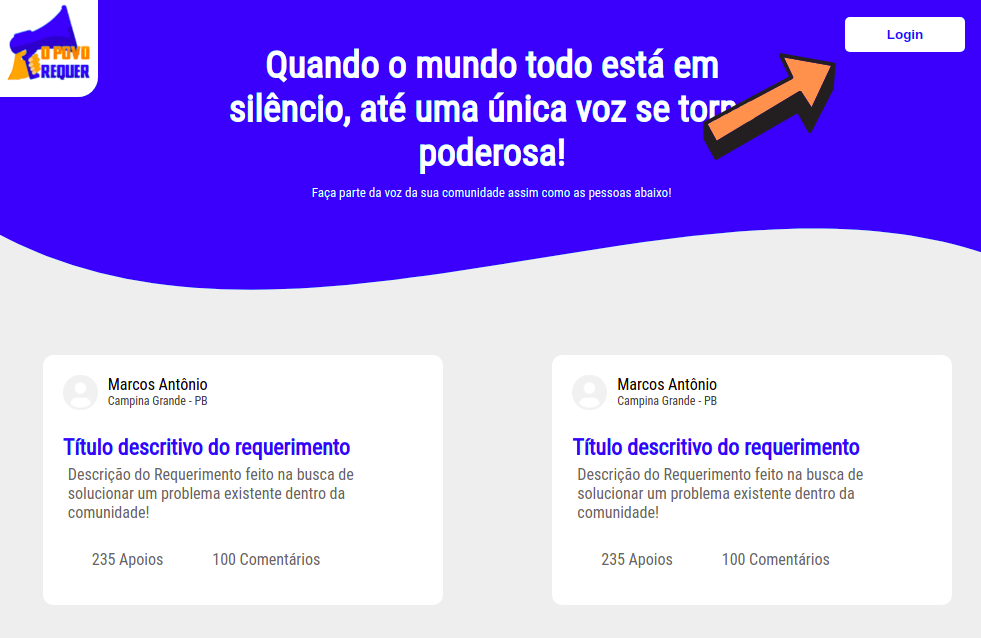 O POVO
REQUER
Login
Quando o mundo todo está em
silêncio, até uma única voz se torn
poderosa!
Faça parte da voz da sua comunidade assim como as pessoas abaixo!
Marcos Antônio
Campina Grande - PB
Título descritivo do requerimento
Descrição do Requerimento feito na busca de
solucionar um problema existente dentro da
comunidade!
235 Apoios 100 Comentários
Marcos Antônio
Campina Grande - PB
Título descritivo do requerimento
Descrição do Requerimento feito na busca de
solucionar um problema existente dentro da
comunidade!
235 Apoios 100 Comentários